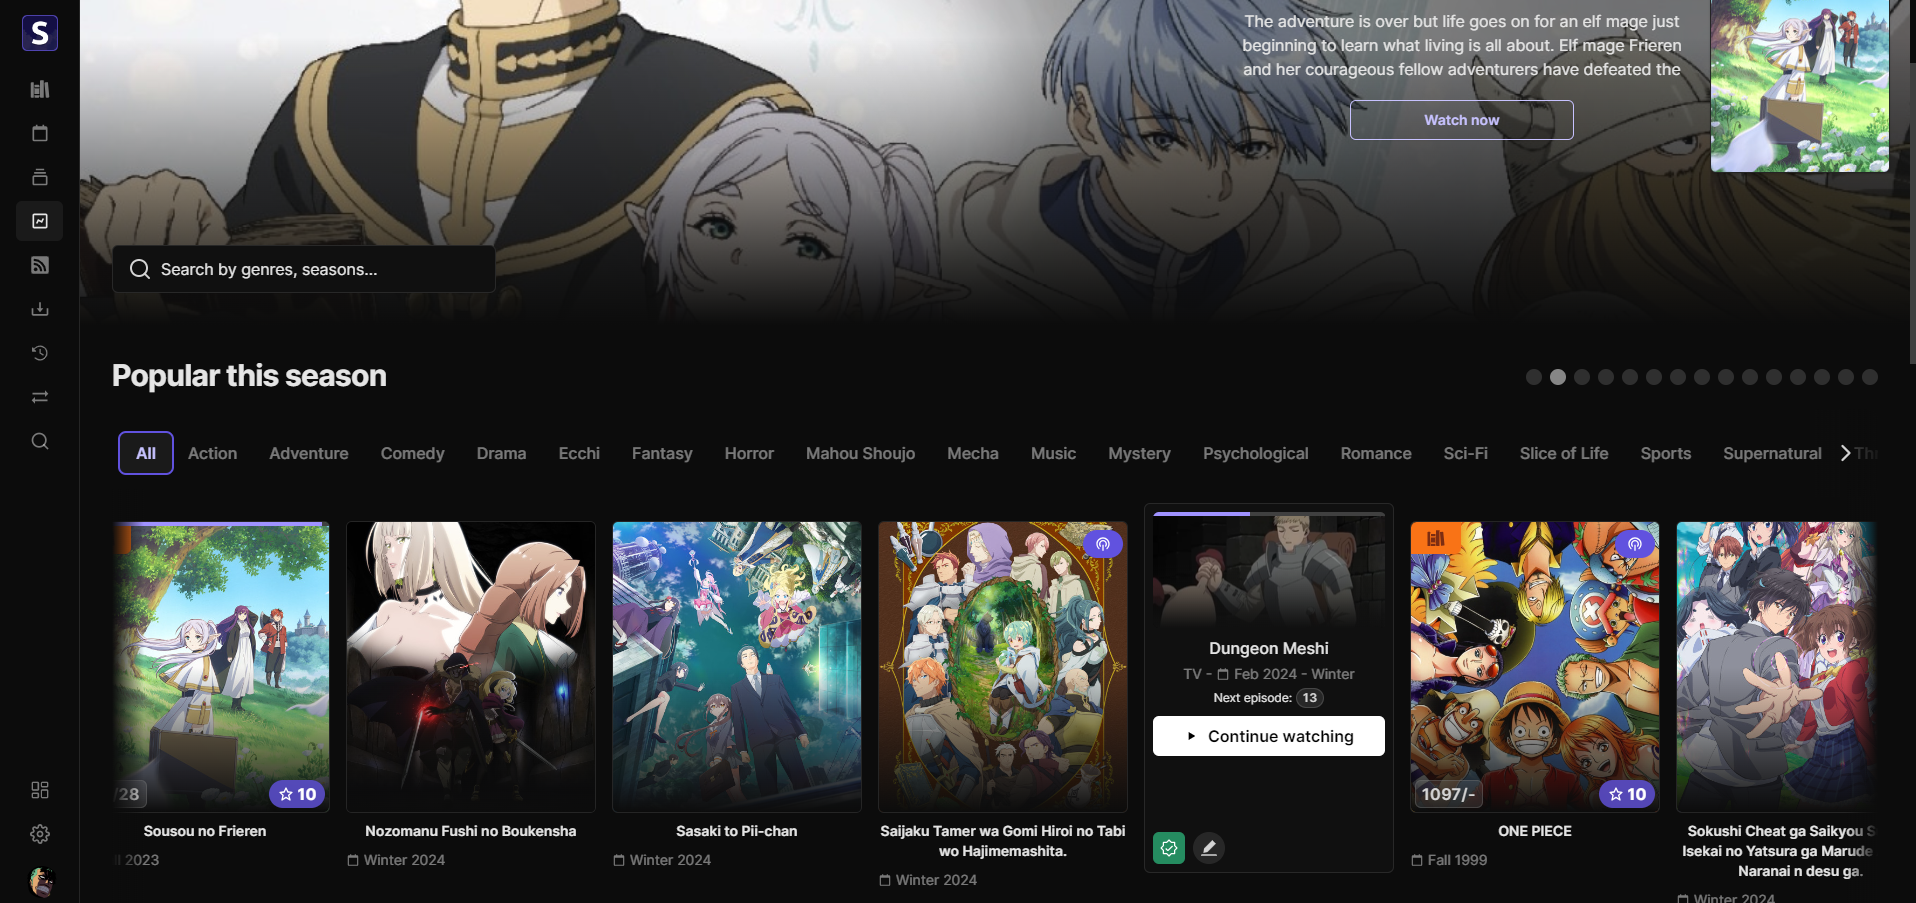 S
The adventure is over but life goes on for an elf mage just
beginning to learn what living is all about. Elf mage Frieren
and her courageous fellow adventurers have defeated the
Watch now
Search by genres, seasons...
Popular this season
All
Action
Adventure
Comedy
Drama
Ecchi
Fantasy
Horror
Mahou Shoujo
Mecha
Music
Mystery
Psychological
Romance
Sci-Fi
Slice of Life
Sports
Supernatural
/28
10
Sousou no Frieren
2023
Nozomanu Fushi no Boukensha
Winter 2024
Sasaki to Pii-chan
Winter 2024
Saijaku Tamer wa Gomi Hiroi no Tabi
wo Hajimemashita.
Winter 2024
Dungeon Meshi
TV - Feb 2024 - Winter
Next episode: 13
Continue watching
1097/-
10
ONE PIECE
Fall 1999
Sokushi Cheat ga Saikyou S
Isekai no Yatsura ga Marude
Naranai n desu ga.
Winter 2024